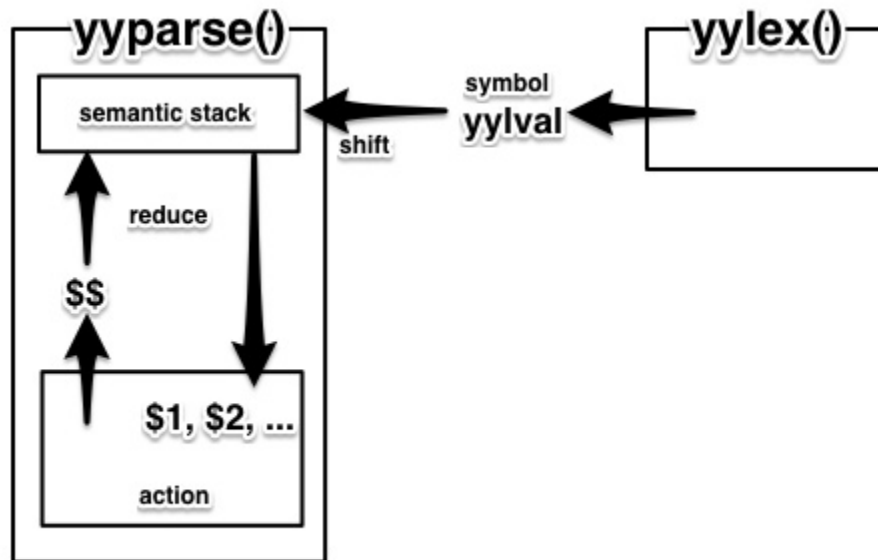 yyparse()
yylex()
semantic stack
symbol
yylval
shift
reduce
$$
$1, $2, ...
action